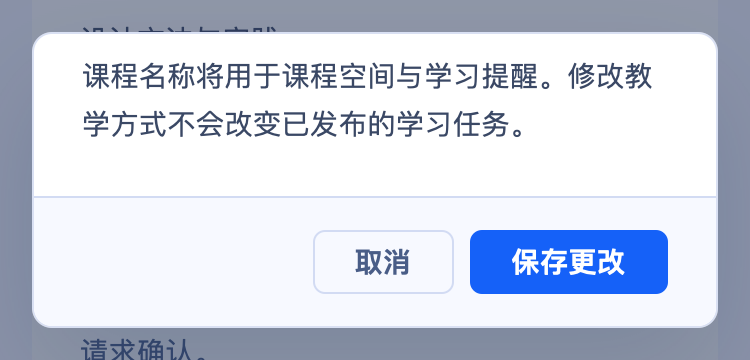 课程名称将用于课程空间与学习提醒。修改教
学方式不会改变已发布的学习任务。
取消
保存更改
请求确认。